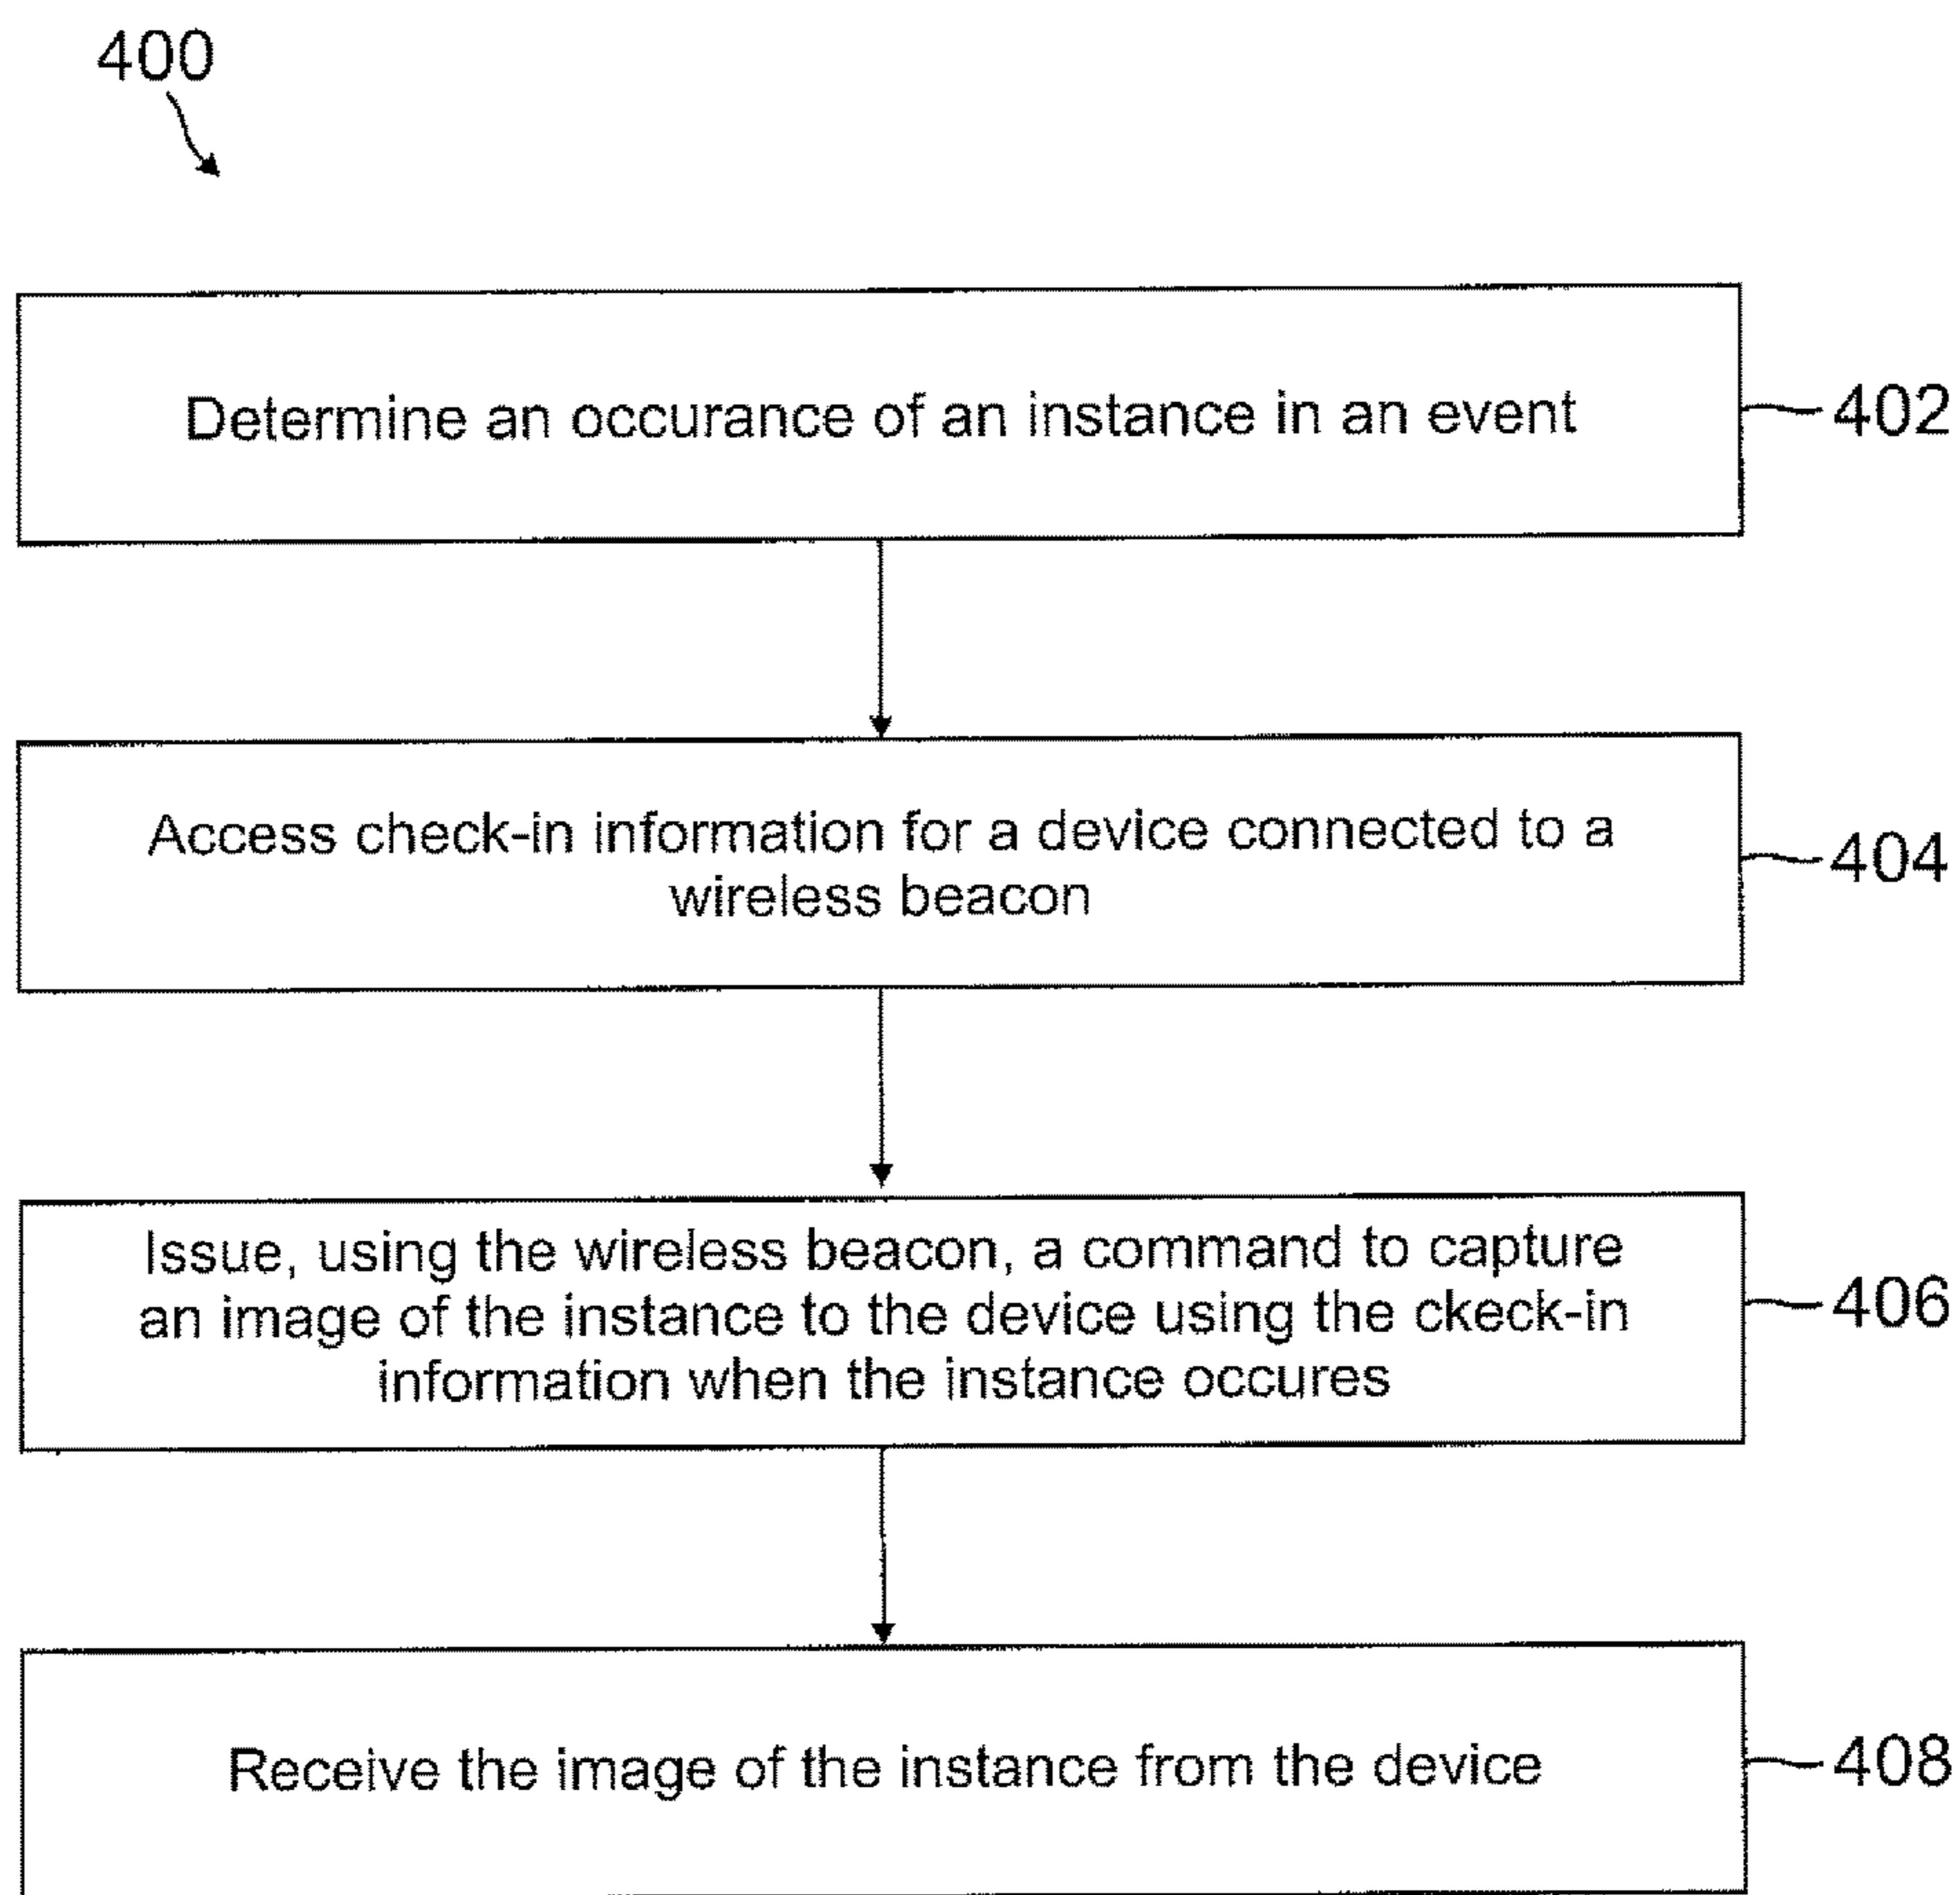 400
Determine an occurance of an instance in an event
402
Access check-in information for a device connected to a
wireless beacon
404
Issue, using the wireless beacon, a command to capture
an image of the instance to the device using the ckeck-in
information when the instance occures
406
Receive the image of the instance from the device
408